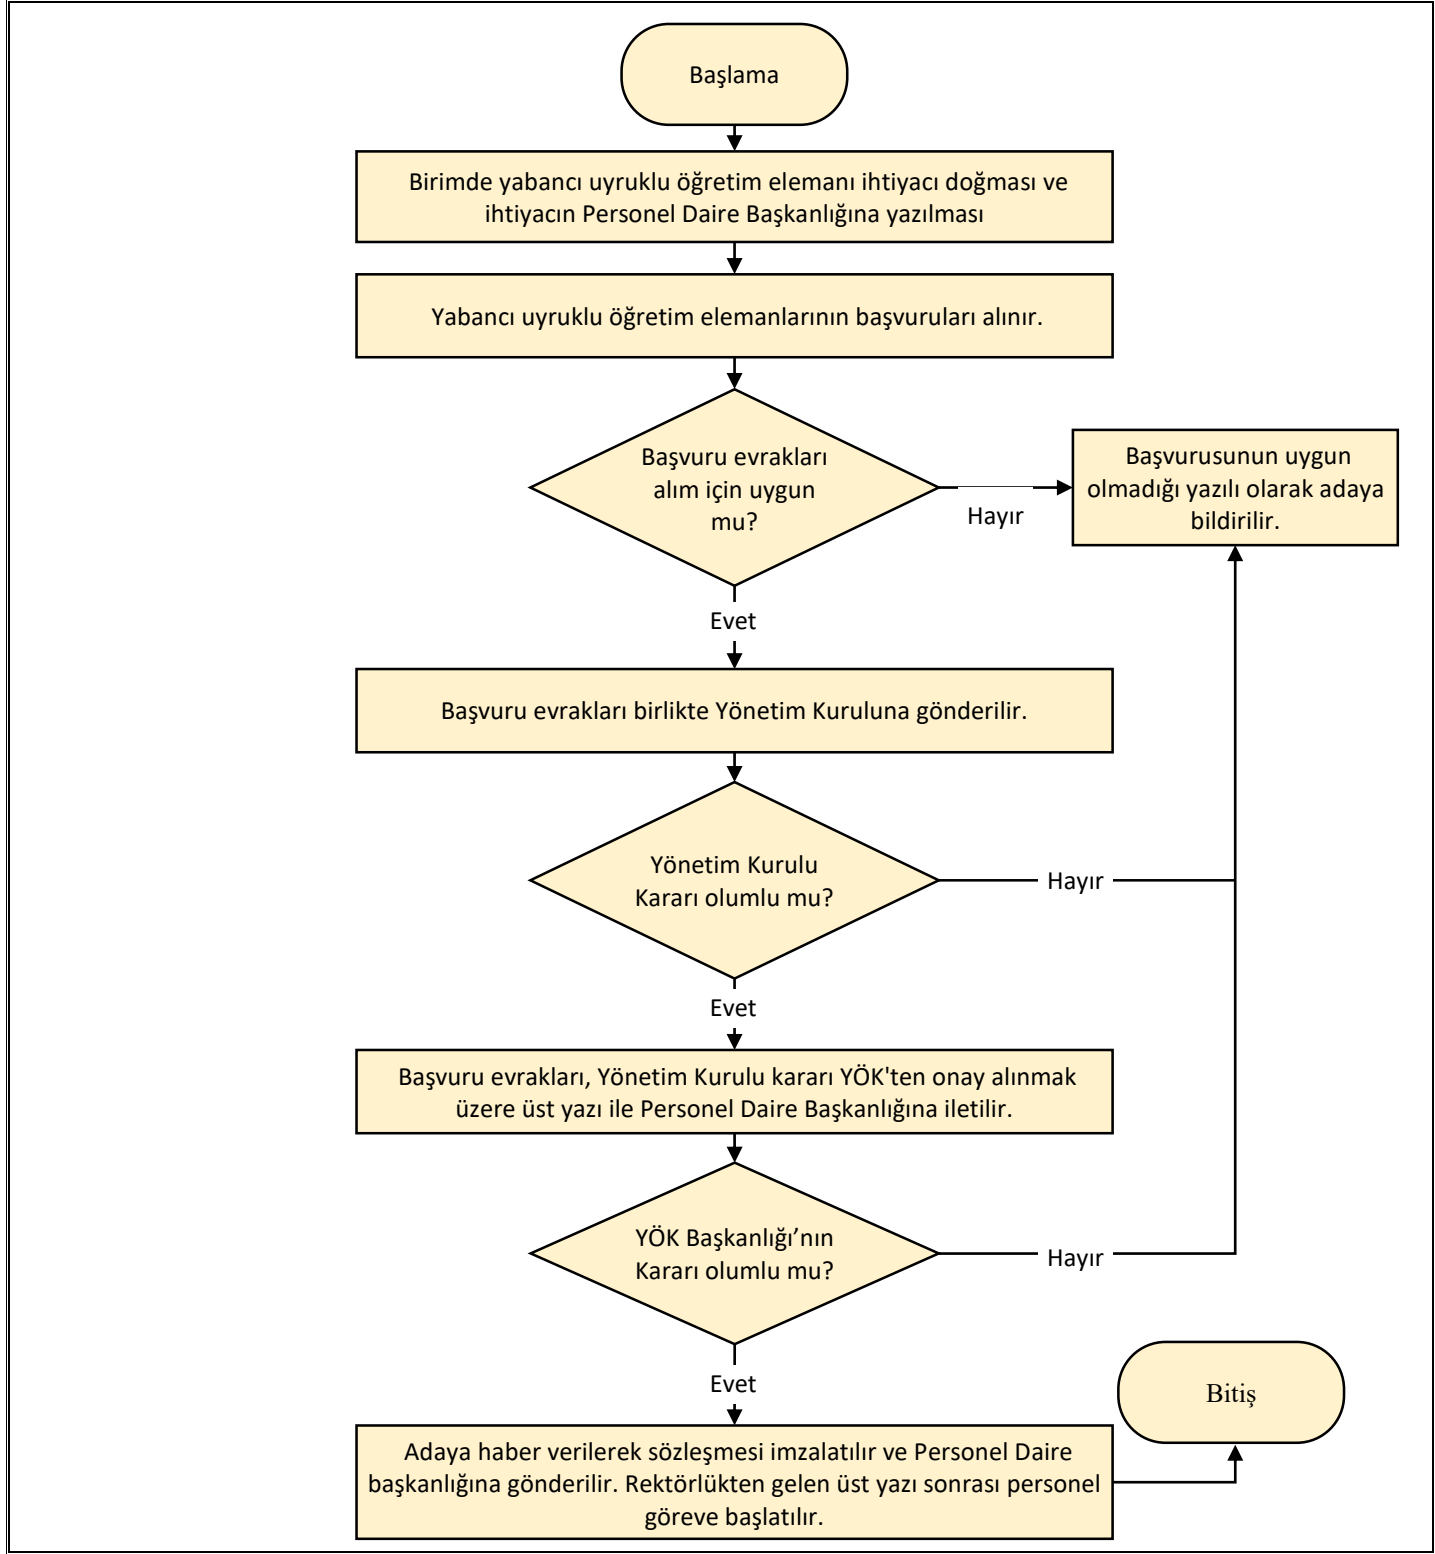 Başlama
Birimde yabancı uyruklu öğretim elemanı ihtiyacı doğması ve
ihtiyacın Personel Daire Başkanlığına yazılması
Yabancı uyruklu öğretim elemanlarının başvuruları alınır.
Başvuru evrakları
alım için uygun
mu?
Hayır
Başvurusunun uygun
olmadığı yazılı olarak adaya
bildirilir.
Evet
Başvuru evrakları birlikte Yönetim Kuruluna gönderilir.
Yönetim Kurulu
Kararı olumlu mu?
Hayır
Evet
Başvuru evrakları, Yönetim Kurulu kararı YÖK'ten onay alınmak
üzere üst yazı ile Personel Daire Başkanlığına iletilir.
YÖK Başkanlığı’nın
Kararı olumlu mu?
Hayır
Evet
Bitiş
Adaya haber verilerek sözleşmesi imzalatılır ve Personel Daire
başkanlığına gönderilir. Rektörlükten gelen üst yazı sonrası personel
göreve başlatılır.